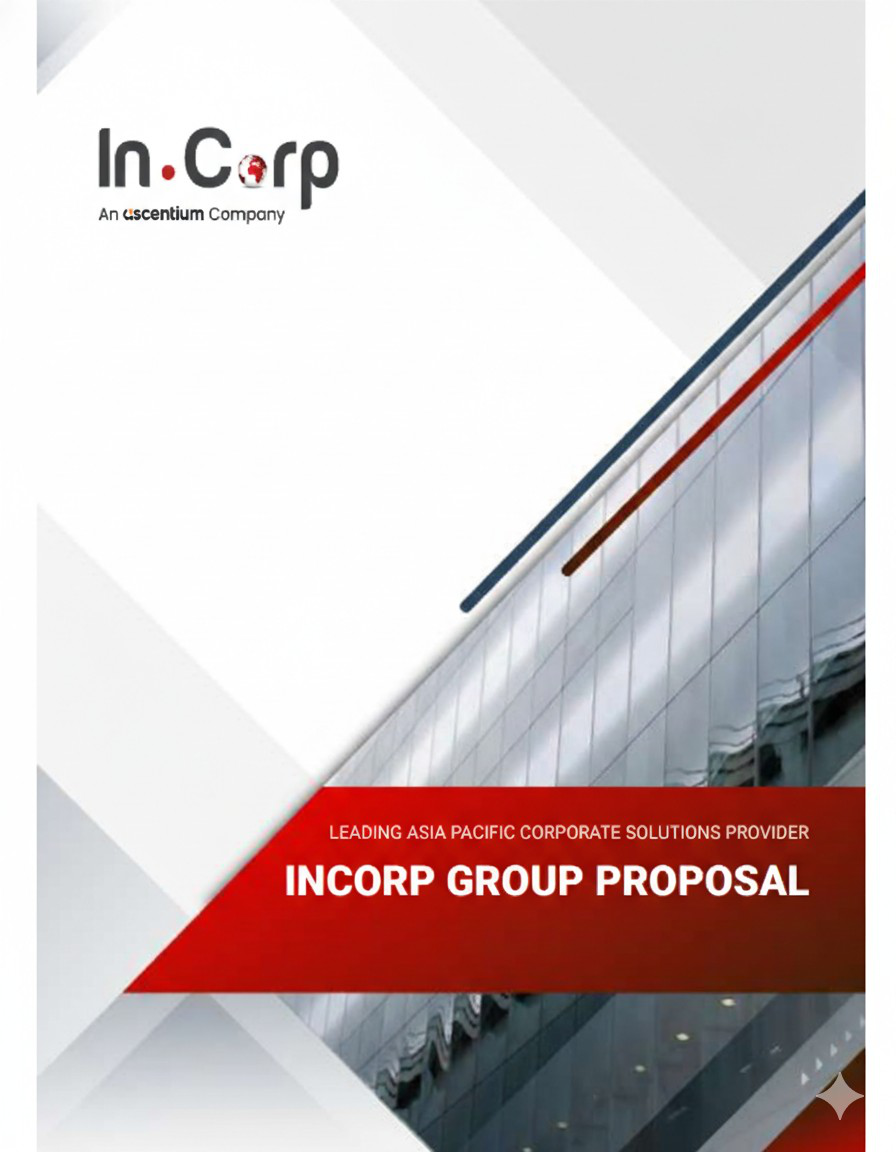 In.Corp
An ascentium Company
LEADING ASIA PACIFIC CORPORATE SOLUTIONS PROVIDER
INCORP GROUP PROPOSAL